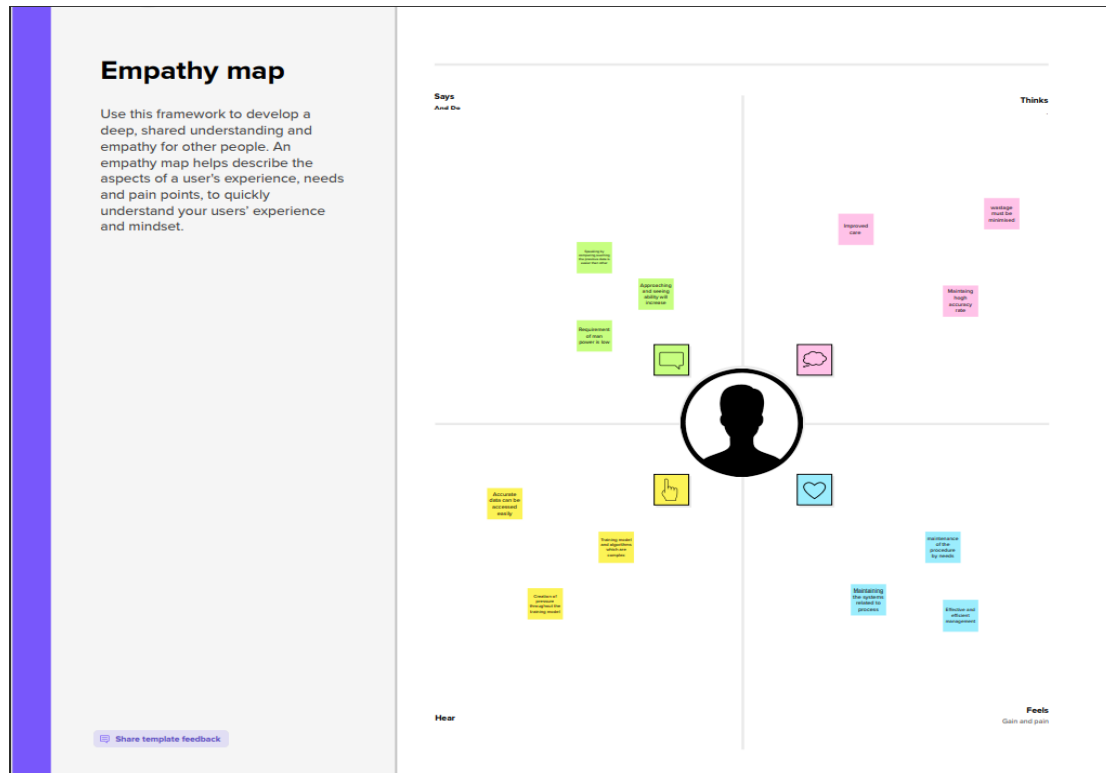 Empathy map
Use this framework to develop a
deep, shared understanding and
empathy for other people. An
empathy map helps describe the
aspects of a user's experience, needs
and pain points, to quickly
understand your users' experience
and mindset.
Share template feedback
Says
And Do
Thinks
Approaching
and seeing
ability will
increase
Requirement
of man
power is low
Improved
care
wastage
must be
minimised
Maintaing
hogh
accuracy
rate
Accurate
data can be
accessed
easily
Training model
and algorithms
which are
complex
Creation of
pressure
throughout the
training model
maintenance
of the
procedure
by needs
Maintaining
the systems
related to
process
Effective and
efficient
management
Hear
Feels
Gain and pain